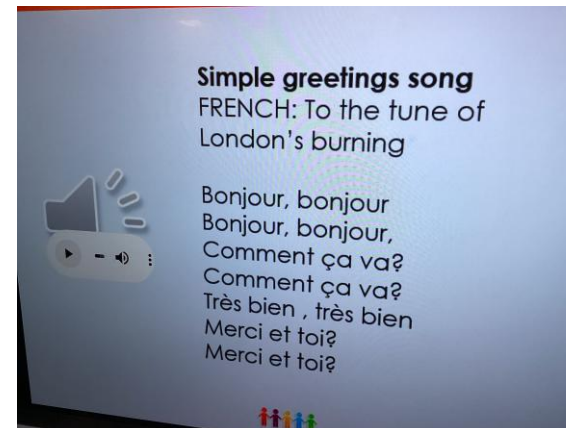 Simple greetings song
FRENCH: To the tune of
London's burning
Bonjour, bonjour
Bonjour, bonjour,
Comment ça va?
Comment ça va?
Très bien , très bien
Merci et toi?
Merci et toi?